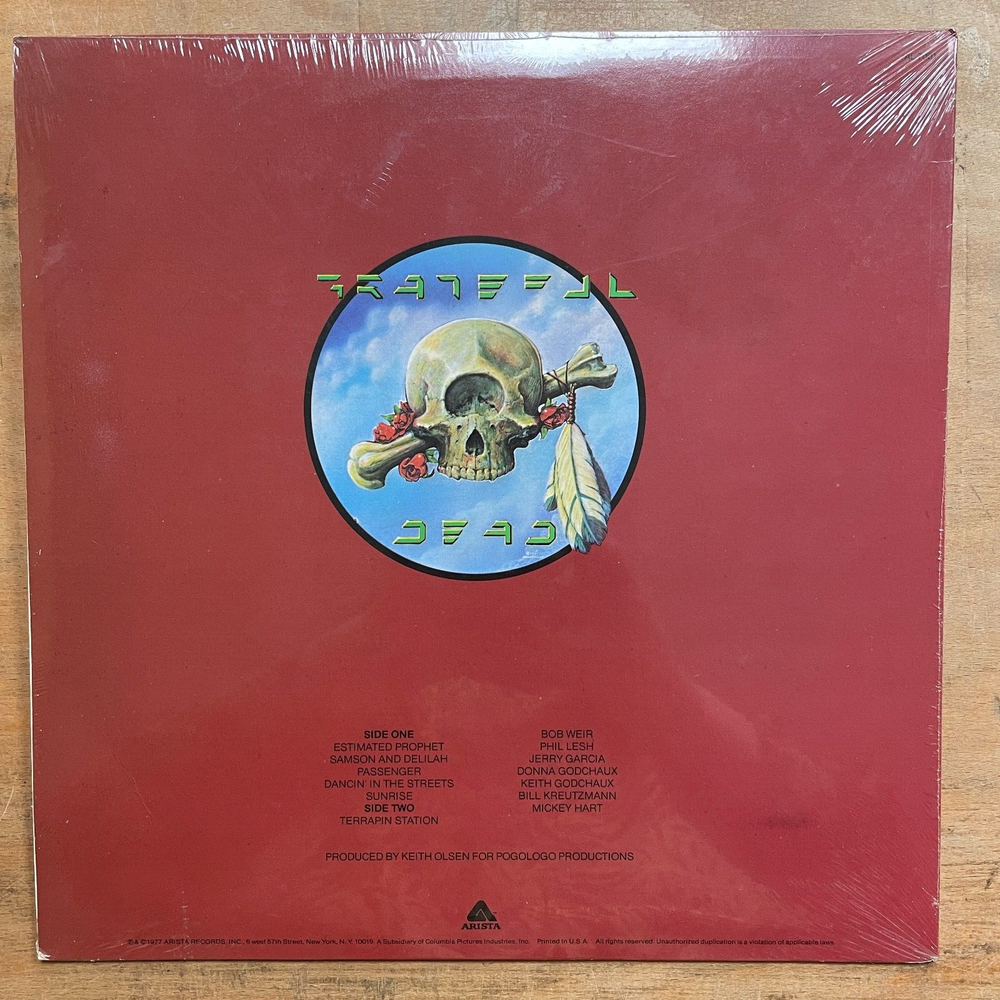 GRATEFUL
DEAD
SIDE ONE
ESTIMATED PROPHET
SAMSON AND DELILAH
PASSENGER
DANCIN' IN THE STREETS
SUNRISE
SIDE TWO
TERRAPIN STATION
BOB WEIR
PHIL LESH
JERRY GARCIA
DONNA GODCHAUX
KEITH GODCHAUX
BILL KREUTZMANN
MICKEY HART
PRODUCED BY KEITH OLSEN FOR POGOLOGO PRODUCTIONS
ARISTA
℗ & ©1977 ARISTA RECORDS, INC., 6 west 57th Street, New York, N.Y. 10019. A Subsidiary of Columbia Pictures Industries, Inc. Printed in U.S.A. All rights reserved. Unauthorized duplication is a violation of applicable laws.